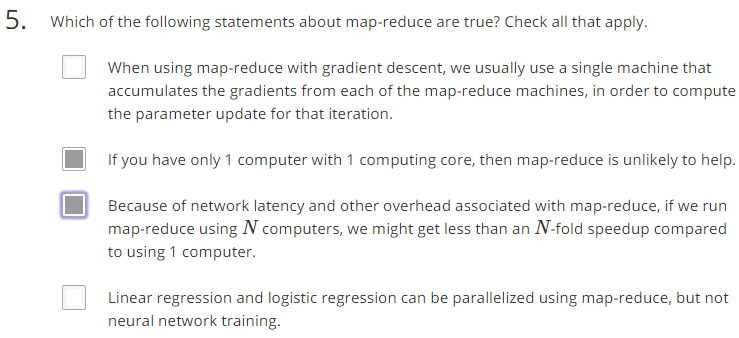 5. Which of the following statements about map-reduce are true? Check all that apply.
When using map-reduce with gradient descent, we usually use a single machine that
accumulates the gradients from each of the map-reduce machines, in order to compute
the parameter update for that iteration.
If you have only 1 computer with 1 computing core, then map-reduce is unlikely to help.
Because of network latency and other overhead associated with map-reduce, if we run
map-reduce using N computers, we might get less than an N-fold speedup compared
to using 1 computer.
Linear regression and logistic regression can be parallelized using map-reduce, but not
neural network training.